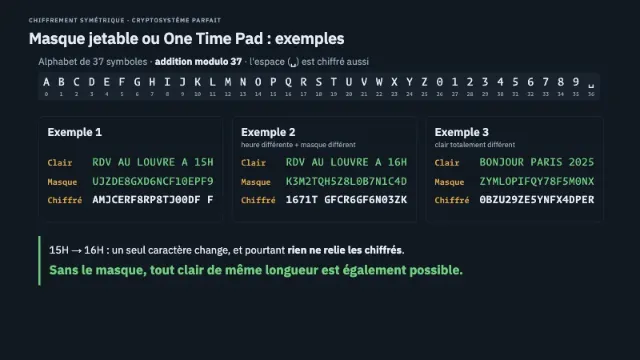 CHIFFREMENT SYMÉTRIQUE · CRYPTOSYSTÈME PARFAIT
Masque jetable ou One Time Pad : exemples
Alphabet de 37 symboles · addition modulo 37 · l'espace (␣) est chiffré aussi
A B C D E F G H I J K L M N O P Q R S T U V W X Y Z 0 1 2 3 4 5 6 7 8 9 ␣
0 1 2 3 4 5 6 7 8 9 10 11 12 13 14 15 16 17 18 19 20 21 22 23 24 25 26 27 28 29 30 31 32 33 34 35 36
Exemple 1
Clair RDV AU LOUVRE A 15H
Masque UJZDE8GXD6NCF10EPF9
Chiffré AMJCERF8RP8TJ00DF F
Exemple 2
heure différente + masque différent
Clair RDV AU LOUVRE A 16H
Masque K3M2TQH5Z8L0B7N1C4D
Chiffré 1671T GFCR6GF6N03ZK
Exemple 3
clair totalement différent
Clair BONJOUR PARIS 2025
Masque ZYMLOPIFQY78F5M0NX
Chiffré 0BZU29ZE5YNFX4DPER
15H → 16H : un seul caractère change, et pourtant rien ne relie les chiffrés.
Sans le masque, tout clair de même longueur est également possible.